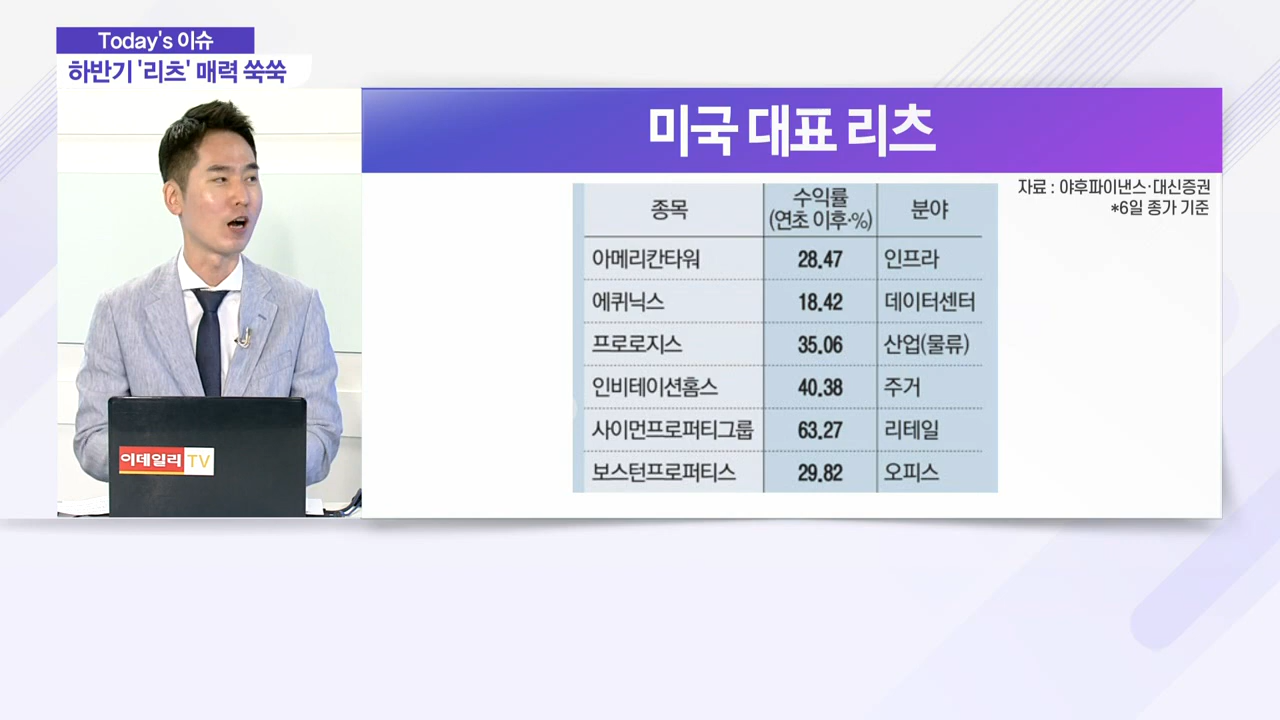 Today's 이슈
하반기 '리츠' 매력 쑥쑥
미국 대표 리츠
자료 : 야후파이낸스·대신증권
*6일 종가 기준
종목 수익률 (연초 이후·%) 분야
아메리칸타워 28.47 인프라
에퀴닉스 18.42 데이터센터
프로로지스 35.06 산업(물류)
인비테이션홈스 40.38 주거
사이먼프로퍼티그룹 63.27 리테일
보스턴프로퍼티스 29.82 오피스
이데일리 TV